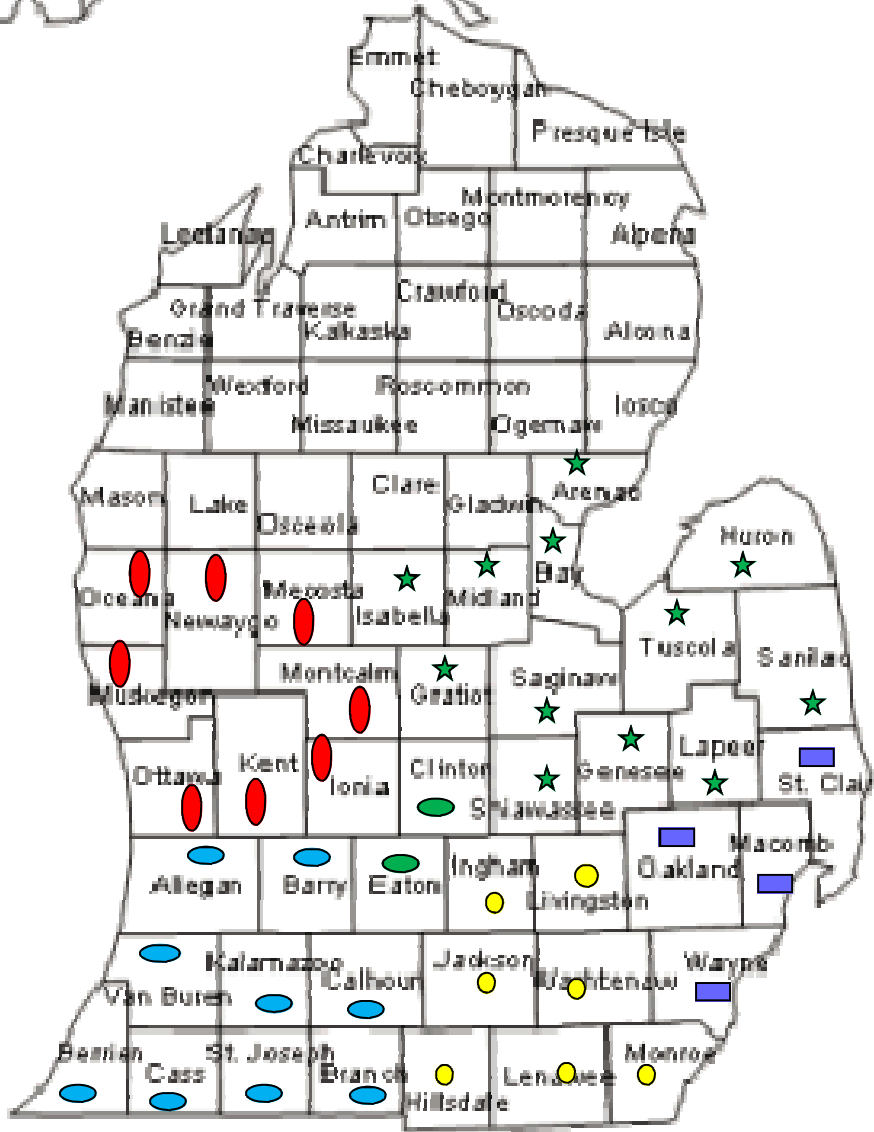 Emmet
Cheboygan
Presque Isle
Charlevoix
Antrim
Otsego
Montmorency
Alpena
Leelanau
Grand Traverse
Benzie
Kalkaska
Crawford
Oscoda
Alcona
Manistee
Wexford
Missaukee
Roscommon
Ogemaw
Iosco
Mason
Lake
Osceola
Clare
Gladwin
Arenac
Oceana
Newaygo
Mecosta
Isabella
Midland
Bay
Huron
Muskegon
Montcalm
Gratiot
Saginaw
Tuscola
Sanilac
Ottawa
Kent
Ionia
Clinton
Shiawassee
Genesee
Lapeer
St. Clai
Allegan
Barry
Eaton
Ingham
Livingston
Oakland
Macomb
Van Buren
Kalamazoo
Calhoun
Jackson
Washtenaw
Wayne
Berrien
Cass
St. Joseph
Branch
Hillsdale
Lenawee
Monroe